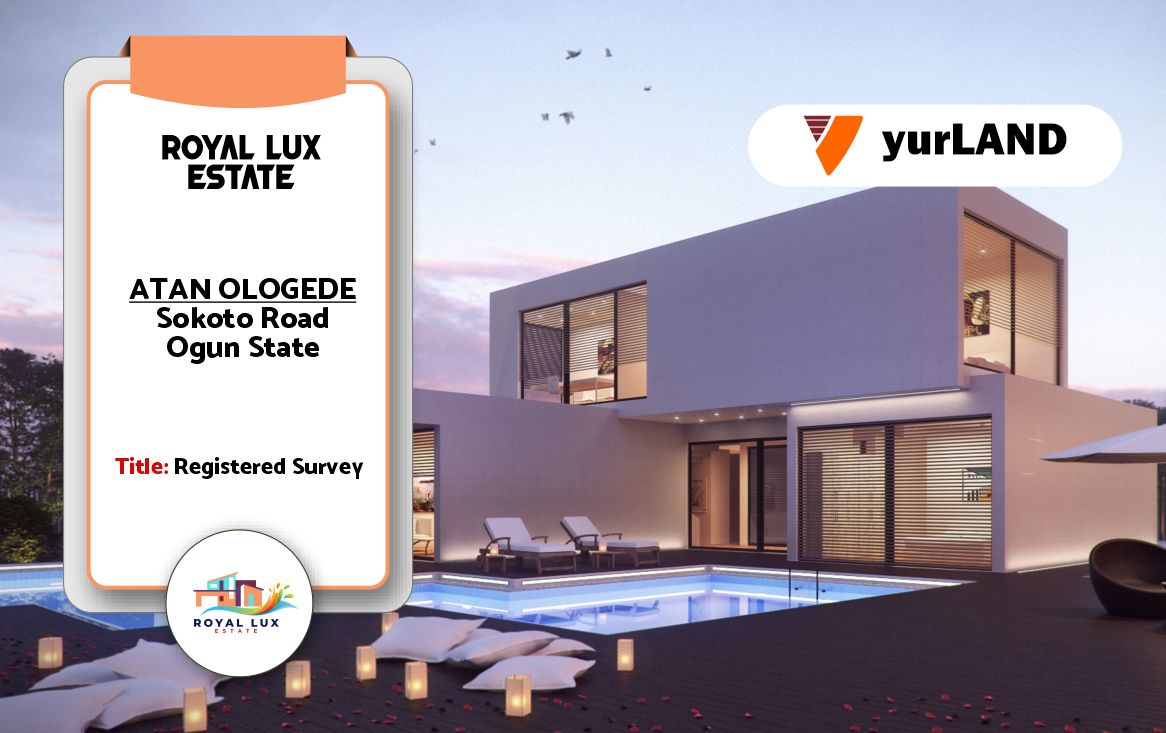 ROYAL LUX
ESTATE
ATAN OLOGEDE
Sokoto Road
Ogun State
Title: Registered Survey
ROYAL LUX
ESTATE
yurLAND